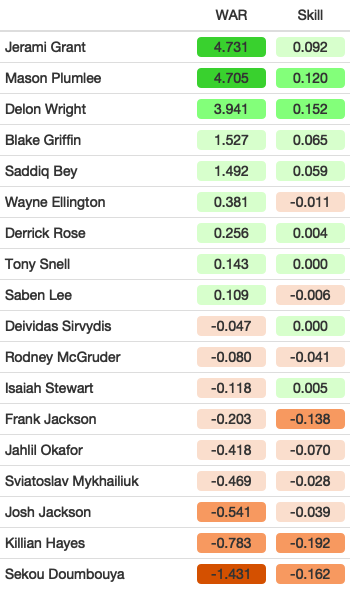 WAR Skill
Jerami Grant 4.731 0.092
Mason Plumlee 4.705 0.120
Delon Wright 3.941 0.152
Blake Griffin 1.527 0.065
Saddiq Bey 1.492 0.059
Wayne Ellington 0.381 -0.011
Derrick Rose 0.256 0.004
Tony Snell 0.143 0.000
Saben Lee 0.109 -0.006
Deividas Sirvydis -0.047 0.000
Rodney McGruder -0.080 -0.041
Isaiah Stewart -0.118 0.005
Frank Jackson -0.203 -0.138
Jahlil Okafor -0.418 -0.070
Sviatoslav Mykhailiuk -0.469 -0.028
Josh Jackson -0.541 -0.039
Killian Hayes -0.783 -0.192
Sekou Doumbouya -1.431 -0.162